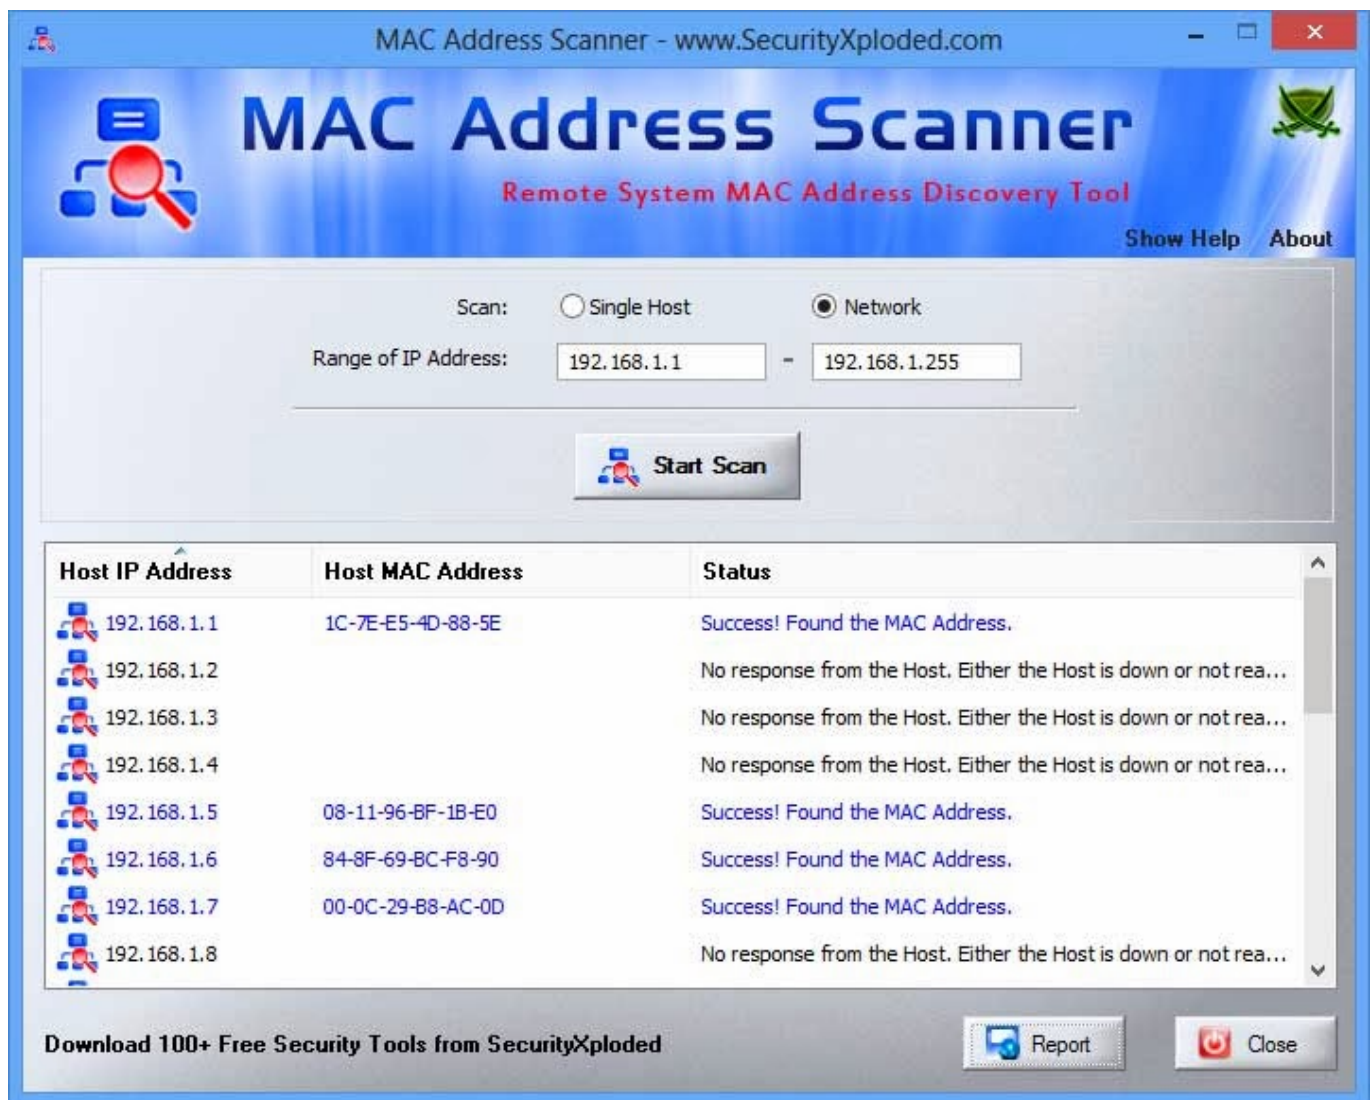 MAC Address Scanner - www.SecurityXploded.com
MAC Address Scanner
Remote System MAC Address Discovery Tool
Show Help About
Scan: Single Host Network
Range of IP Address: 192.168.1.1 - 192.168.1.255
Start Scan
Host IP Address Host MAC Address Status
192.168.1.1 1C-7E-E5-4D-88-5E Success! Found the MAC Address.
192.168.1.2 No response from the Host. Either the Host is down or not rea...
192.168.1.3 No response from the Host. Either the Host is down or not rea...
192.168.1.4 No response from the Host. Either the Host is down or not rea...
192.168.1.5 08-11-96-BF-1B-E0 Success! Found the MAC Address.
192.168.1.6 84-8F-69-BC-F8-90 Success! Found the MAC Address.
192.168.1.7 00-0C-29-B8-AC-0D Success! Found the MAC Address.
192.168.1.8 No response from the Host. Either the Host is down or not rea...
Download 100+ Free Security Tools from SecurityXploded
Report Close